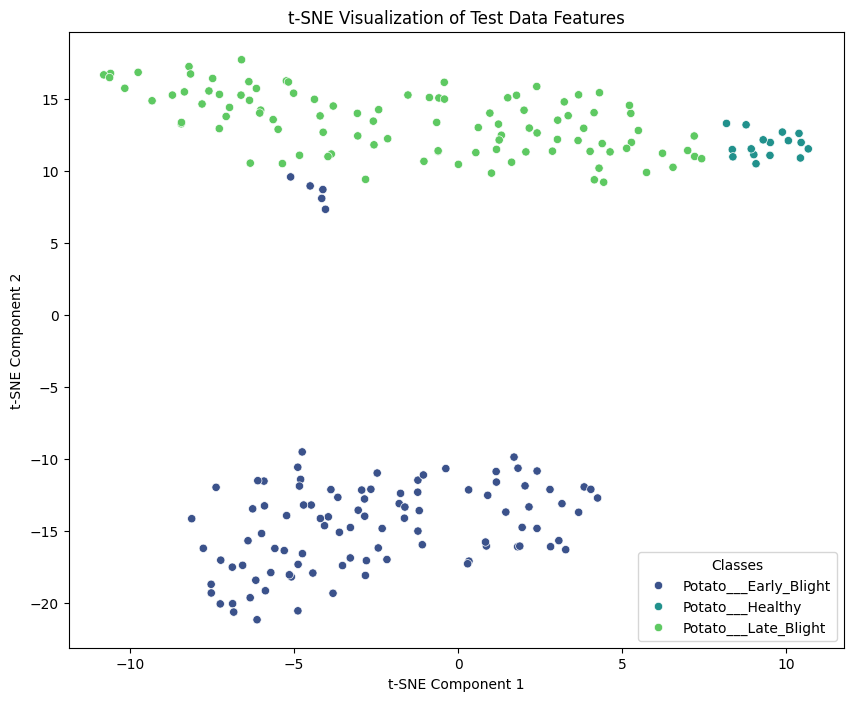 t-SNE Visualization of Test Data Features
t-SNE Component 2
15
10
5
0
−5
−10
−15
−20
−10
−5
0
5
10
t-SNE Component 1
Classes
Potato___Early_Blight
Potato___Healthy
Potato___Late_Blight